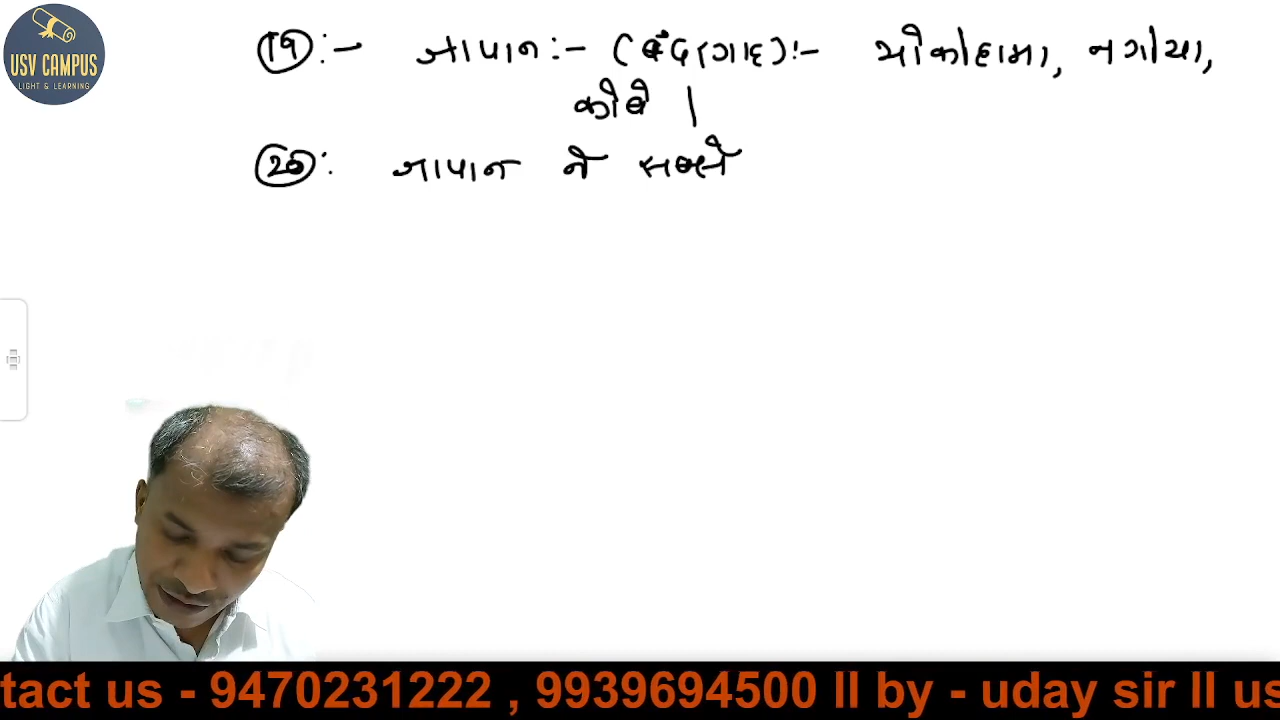 USV CAMPUS
LIGHT & LEARNING
19:- जापान:- (बंदरगाह):- योकोहामा, नगोया,
कोबे |
20: जापान ने सबसे
tact us - 9470231222 , 9939694500 ll by - uday sir ll us